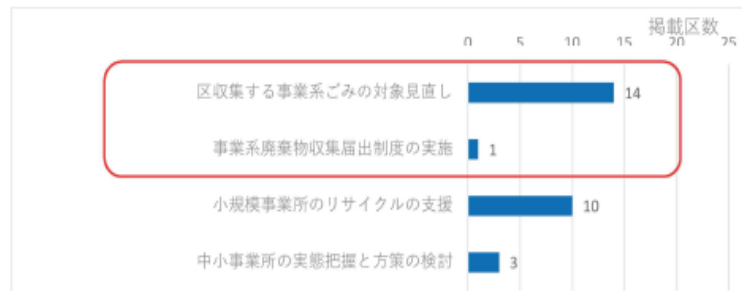 掲載区数
0 5 10 15 20 25
区収集する事業系ごみの対象見直し 14
事業系廃棄物収集届出制度の実施 1
小規模事業所のリサイクルの支援 10
中小事業所の実態把握と方策の検討 3